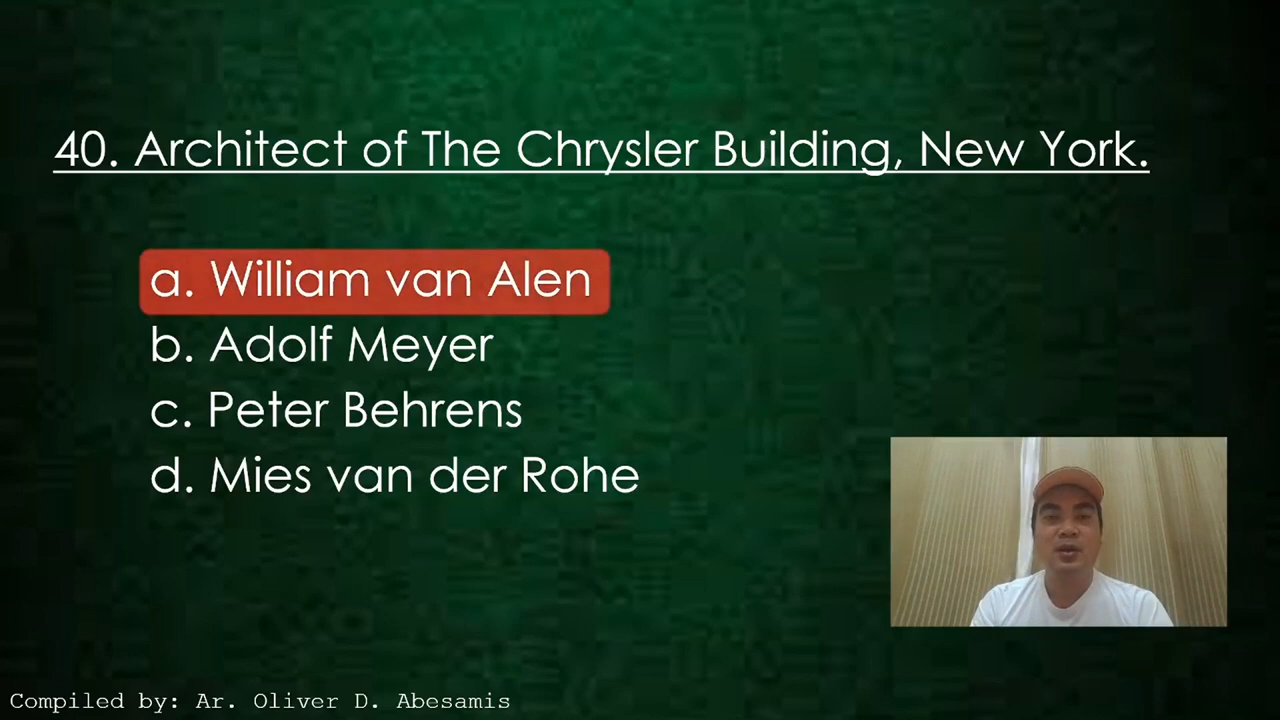 40. Architect of The Chrysler Building, New York.
a. William van Alen
b. Adolf Meyer
c. Peter Behrens
d. Mies van der Rohe
Compiled by: Ar. Oliver D. Abesamis